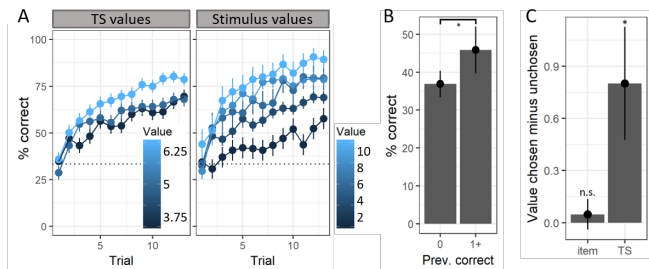 A
TS values
Stimulus values
% correct
100
75
50
25
0
Value
6.25
5
3.75
Value
10
8
6
4
2
5
10
5
10
Trial
Trial
B
% correct
50
40
30
20
10
0
*
0
1+
Prev. correct
C
Value chosen minus unchosen
0.9
0.6
0.3
0.0
n.s.
*
item
TS